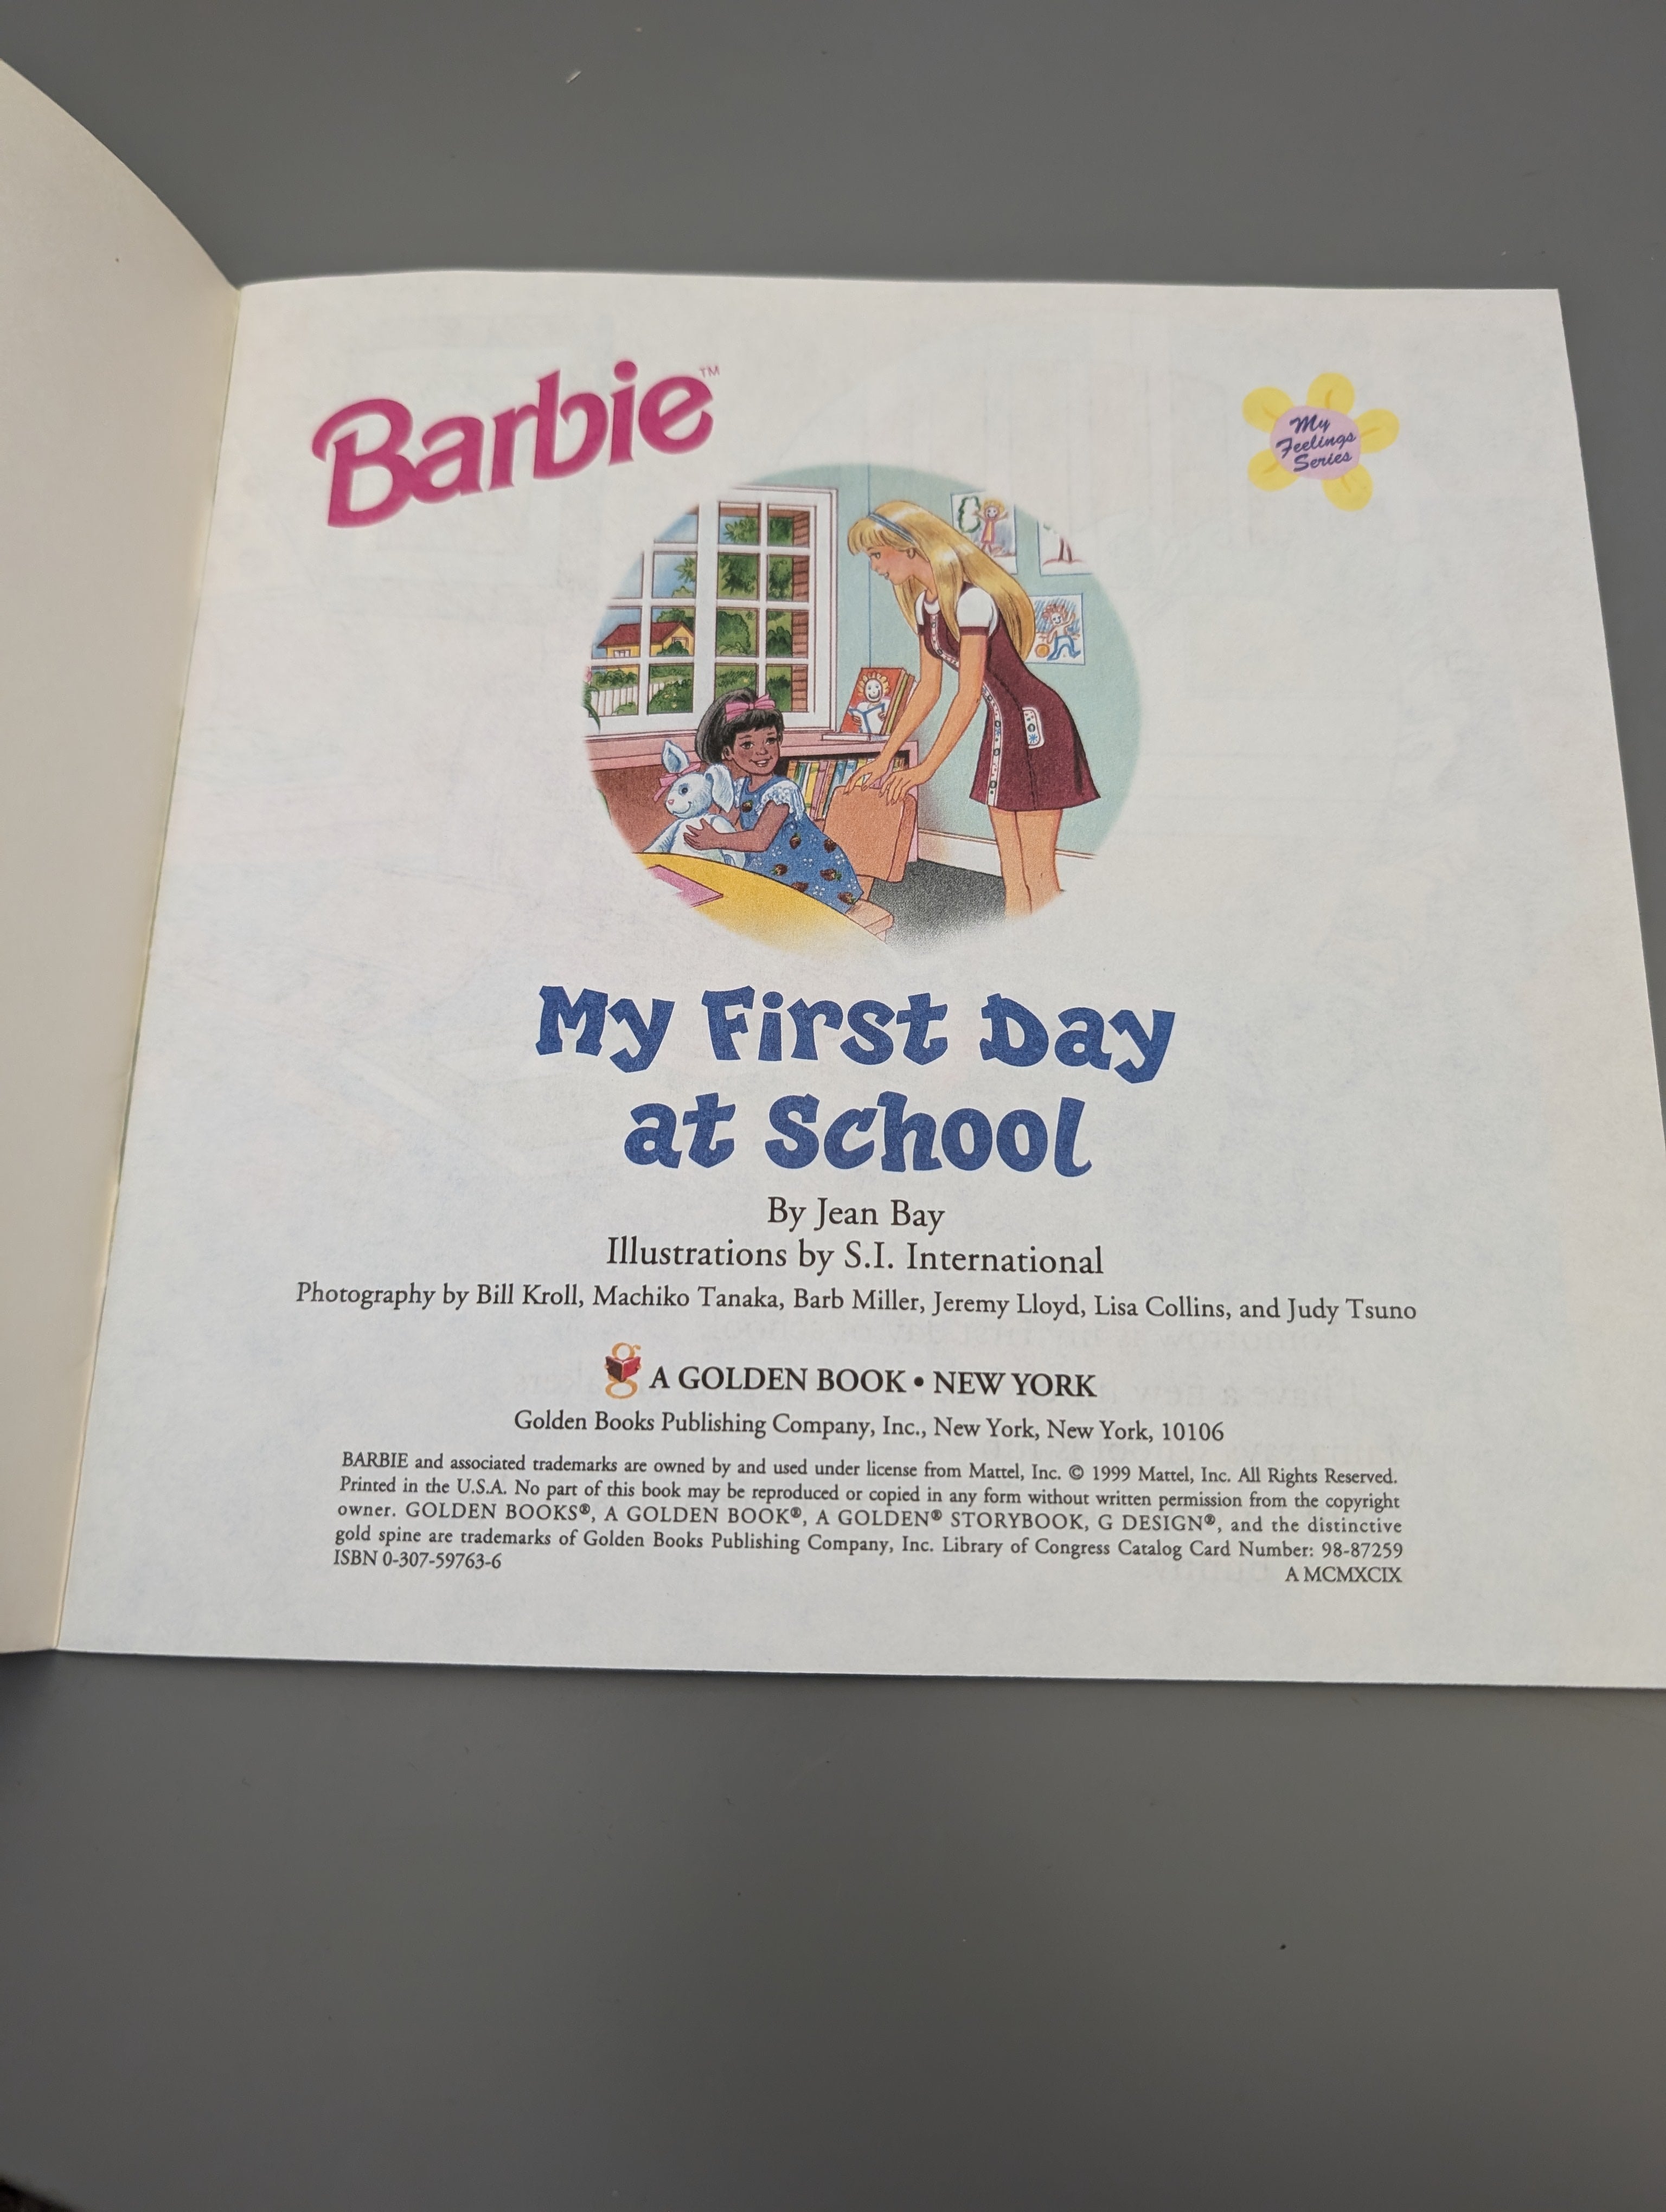 Barbie™
My
Feelings
Series
My First Day
at School
By Jean Bay
Illustrations by S.I. International
Photography by Bill Kroll, Machiko Tanaka, Barb Miller, Jeremy Lloyd, Lisa Collins, and Judy Tsuno
g A GOLDEN BOOK • NEW YORK
Golden Books Publishing Company, Inc., New York, New York, 10106
BARBIE and associated trademarks are owned by and used under license from Mattel, Inc. © 1999 Mattel, Inc. All Rights Reserved.
Printed in the U.S.A. No part of this book may be reproduced or copied in any form without written permission from the copyright
owner. GOLDEN BOOKS®, A GOLDEN BOOK®, A GOLDEN® STORYBOOK, G DESIGN®, and the distinctive
gold spine are trademarks of Golden Books Publishing Company, Inc. Library of Congress Catalog Card Number: 98-87259
ISBN 0-307-59763-6 A MCMXCIX